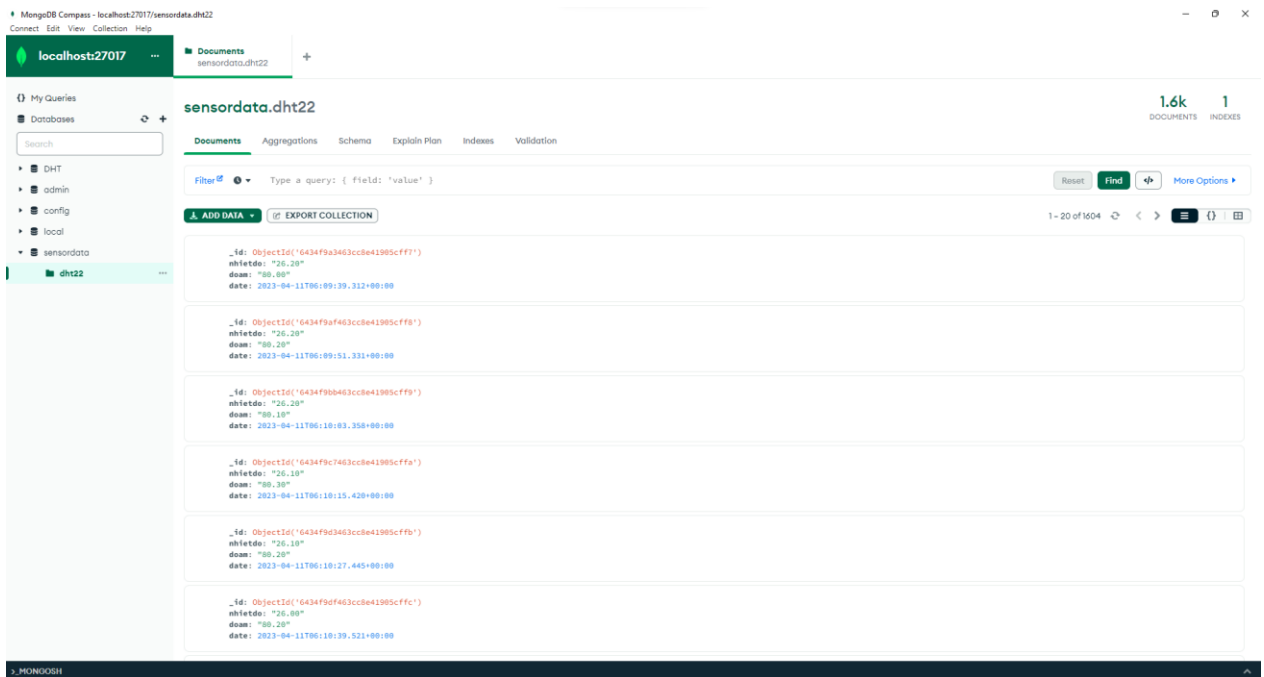 MongoDB Compass - localhost:27017/sensordata.dht22
Connect Edit View Collection Help
localhost:27017 ...
Documents
sensordata.dht22
+
My Queries
Databases
Search
DHT
admin
config
local
sensordata
dht22
sensordata.dht22
1.6k DOCUMENTS
1 INDEXES
Documents Aggregations Schema Explain Plan Indexes Validation
Filter Type a query: { field: 'value' } Reset Find </> More Options
ADD DATA EXPORT COLLECTION 1 – 20 of 1604 {}
_id: ObjectId('6434f9a3463cc8e41905cff7')
nhietdo: "26.20"
doam: "80.00"
date: 2023-04-11T06:09:39.312+00:00
_id: ObjectId('6434f9af463cc8e41905cff8')
nhietdo: "26.20"
doam: "80.20"
date: 2023-04-11T06:09:51.331+00:00
_id: ObjectId('6434f9bb463cc8e41905cff9')
nhietdo: "26.20"
doam: "80.10"
date: 2023-04-11T06:10:03.358+00:00
_id: ObjectId('6434f9c7463cc8e41905cffa')
nhietdo: "26.10"
doam: "80.30"
date: 2023-04-11T06:10:15.420+00:00
_id: ObjectId('6434f9d3463cc8e41905cffb')
nhietdo: "26.10"
doam: "80.20"
date: 2023-04-11T06:10:27.445+00:00
_id: ObjectId('6434f9df463cc8e41905cffc')
nhietdo: "26.00"
doam: "80.20"
date: 2023-04-11T06:10:39.521+00:00
>_MONGOSH